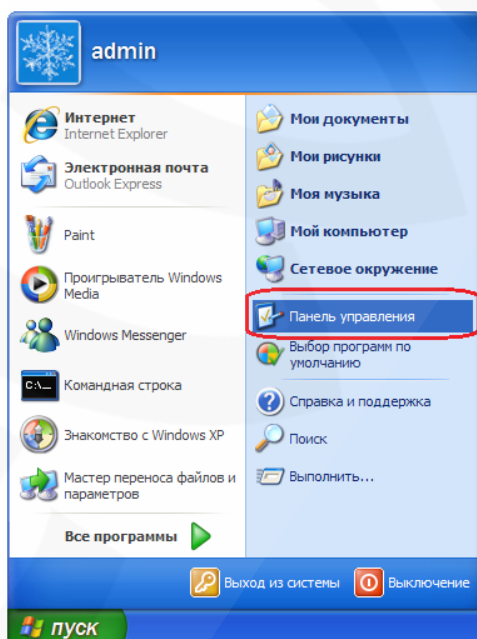 admin
Интернет
Internet Explorer
Электронная почта
Outlook Express
Paint
Проигрыватель Windows
Media
Windows Messenger
C:\_
Командная строка
Знакомство с Windows XP
Мастер переноса файлов и
параметров
Все программы
Мои документы
Мои рисунки
Моя музыка
Мой компьютер
Сетевое окружение
Панель управления
Выбор программ по
умолчанию
Справка и поддержка
Поиск
Выполнить...
Выход из системы
Выключение
пуск